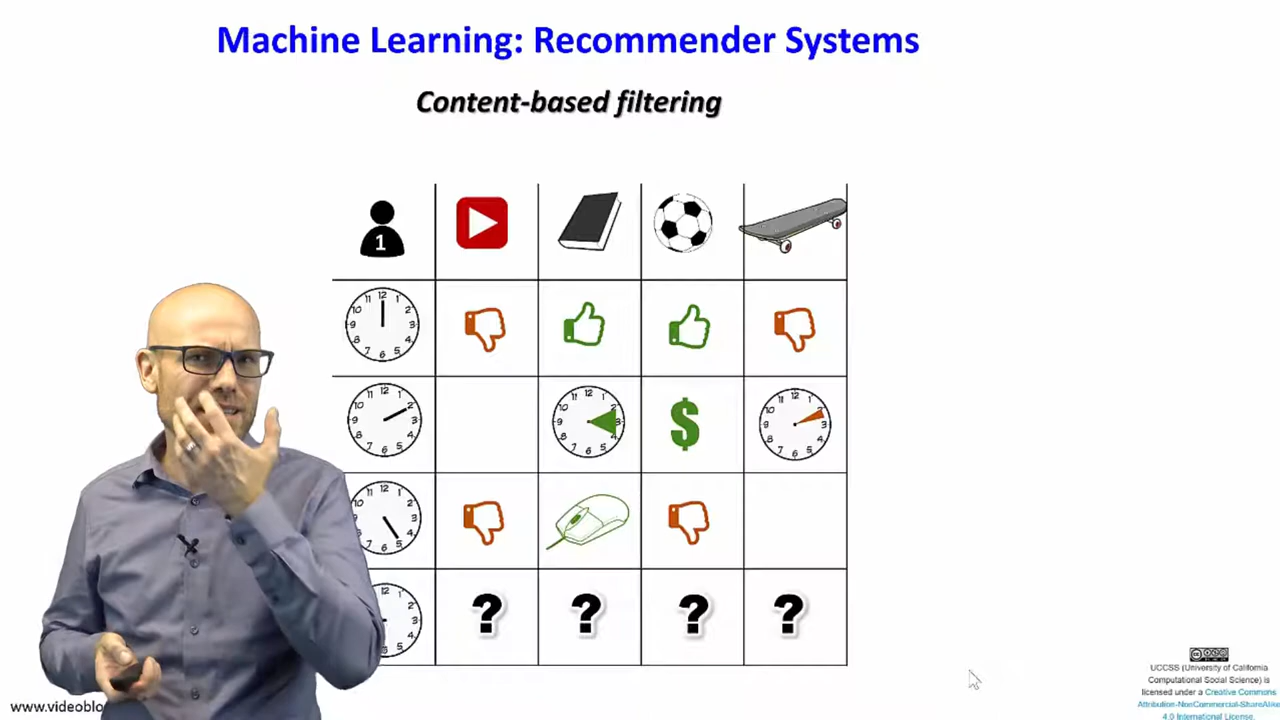 Machine Learning: Recommender Systems
Content-based filtering
1
$
? ? ? ?
www.videoblo
UCCSS (University of California
Computational Social Science) is
licensed under a Creative Commons
Attribution-NonCommercial-ShareAlike
4.0 International License.